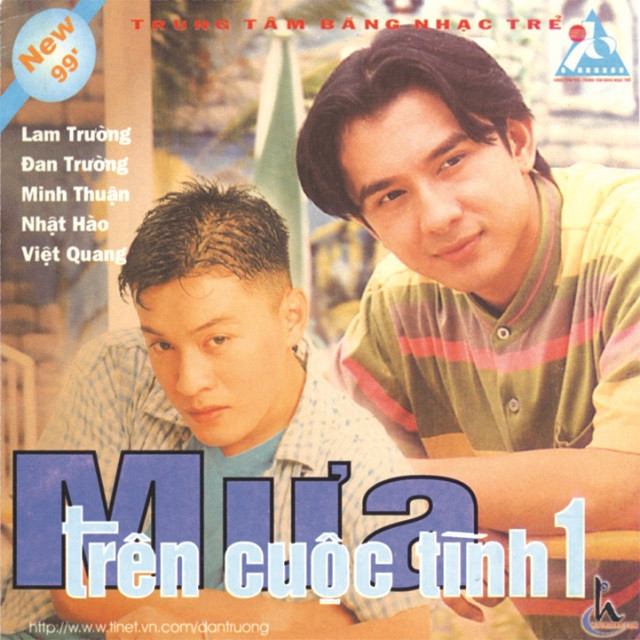 TRUNG TÂM BĂNG NHẠC TRẺ
New
99'
Lam Trường
Đan Trường
Minh Thuận
Nhật Hào
Việt Quang
Mưa
trên cuộc tình 1
http://www.tlnet.vn.com/dantruong